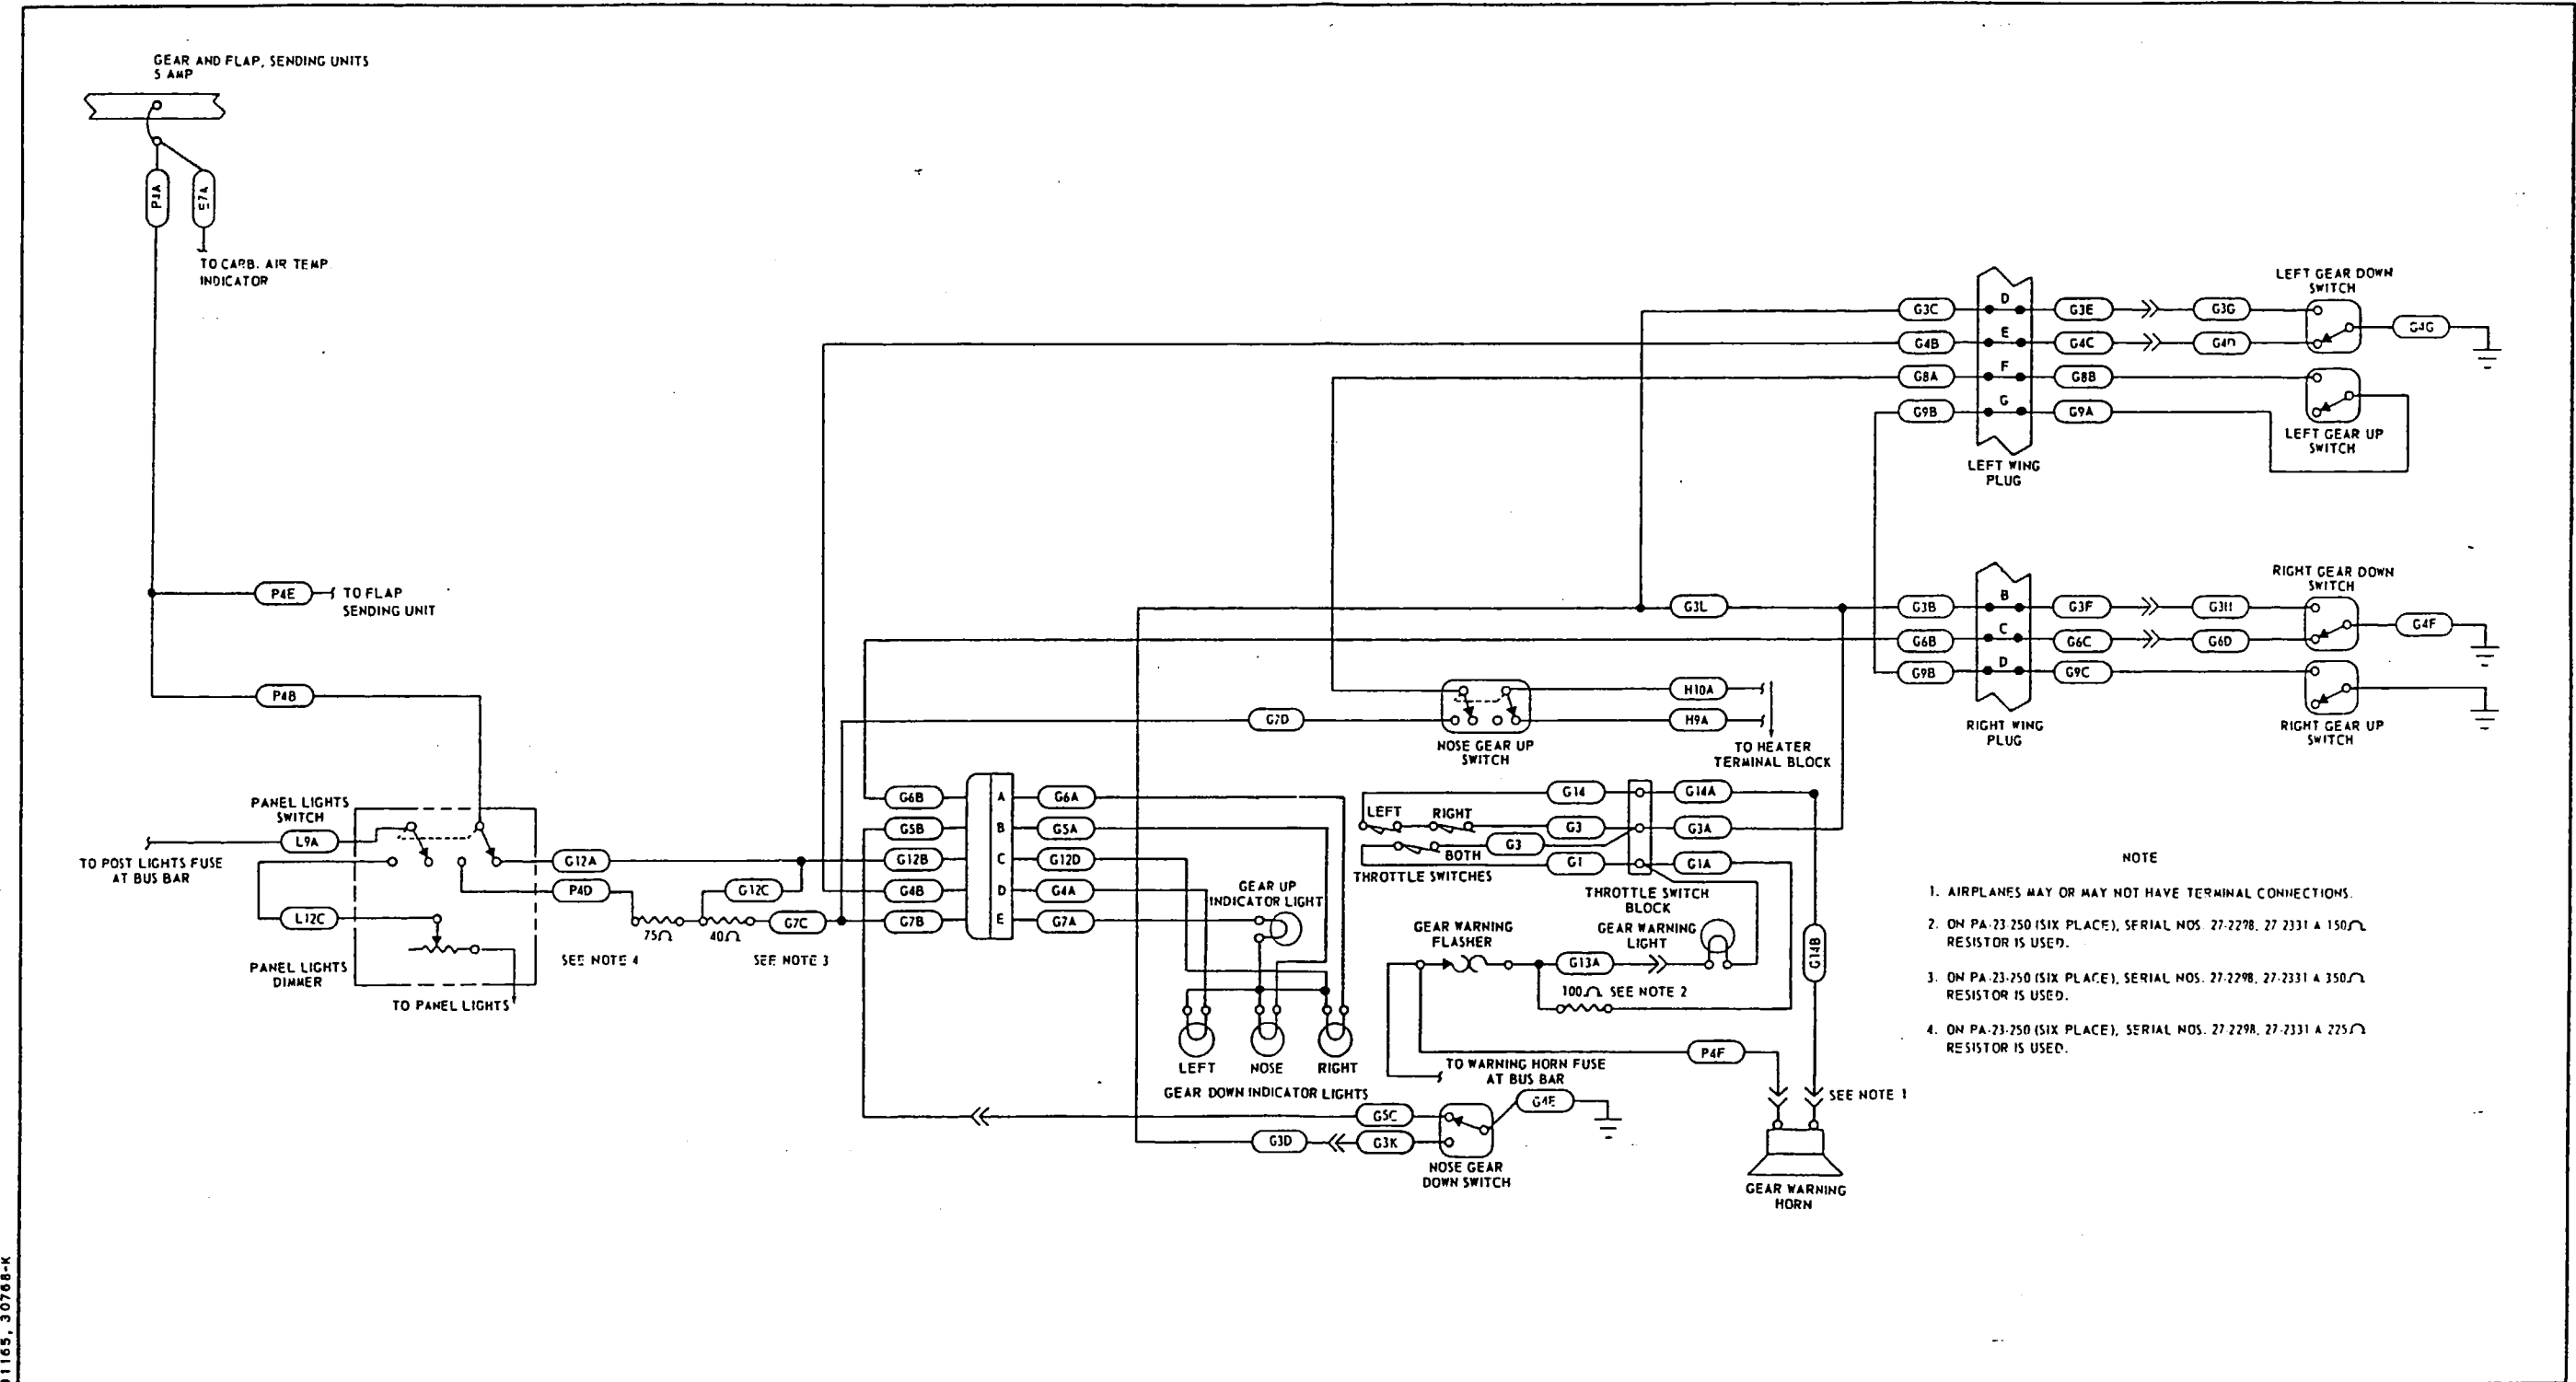 GEAR AND FLAP, SENDING UNITS
5 AMP
P4A
E7A
TO CARB. AIR TEMP.
INDICATOR
P4E
TO FLAP
SENDING UNIT
P4B
PANEL LIGHTS
SWITCH
L9A
TO POST LIGHTS FUSE
AT BUS BAR
L12C
PANEL LIGHTS
DIMMER
TO PANEL LIGHTS
G12A
P4D
G12C
75Ω
40Ω
G7C
SEE NOTE 4
SEE NOTE 3
G6B
A
G6A
G5B
B
G5A
G12B
C
G12D
G4B
D
G4A
G7B
E
G7A
GEAR UP
INDICATOR LIGHT
LEFT
NOSE
RIGHT
GEAR DOWN INDICATOR LIGHTS
G7D
NOSE GEAR UP
SWITCH
H10A
H9A
TO HEATER
TERMINAL BLOCK
LEFT
RIGHT
BOTH
THROTTLE SWITCHES
G14
G3
G3
G1
G14A
G3A
G1A
THROTTLE SWITCH
BLOCK
GEAR WARNING
FLASHER
GEAR WARNING
LIGHT
G13A
100Ω SEE NOTE 2
G14B
P4F
TO WARNING HORN FUSE
AT BUS BAR
SEE NOTE 1
GEAR WARNING
HORN
G5C
G4E
G3D
G3K
NOSE GEAR
DOWN SWITCH
G3L
LEFT GEAR DOWN
SWITCH
G3C
D
G3E
G3G
G4B
E
G4C
G4D
G4G
G8A
F
G8B
G9B
G
G9A
LEFT GEAR UP
SWITCH
LEFT WING
PLUG
RIGHT GEAR DOWN
SWITCH
G3B
B
G3F
G3H
G6B
C
G6C
G6D
G4F
G9B
D
G9C
RIGHT WING
PLUG
RIGHT GEAR UP
SWITCH
NOTE
1. AIRPLANES MAY OR MAY NOT HAVE TERMINAL CONNECTIONS.
2. ON PA-23-250 (SIX PLACE), SERIAL NOS. 27-2298, 27-2331 A 150Ω
RESISTOR IS USED.
3. ON PA-23-250 (SIX PLACE), SERIAL NOS. 27-2298, 27-2331 A 350Ω
RESISTOR IS USED.
4. ON PA-23-250 (SIX PLACE), SERIAL NOS. 27-2298, 27-2331 A 225Ω
RESISTOR IS USED.
30768-K